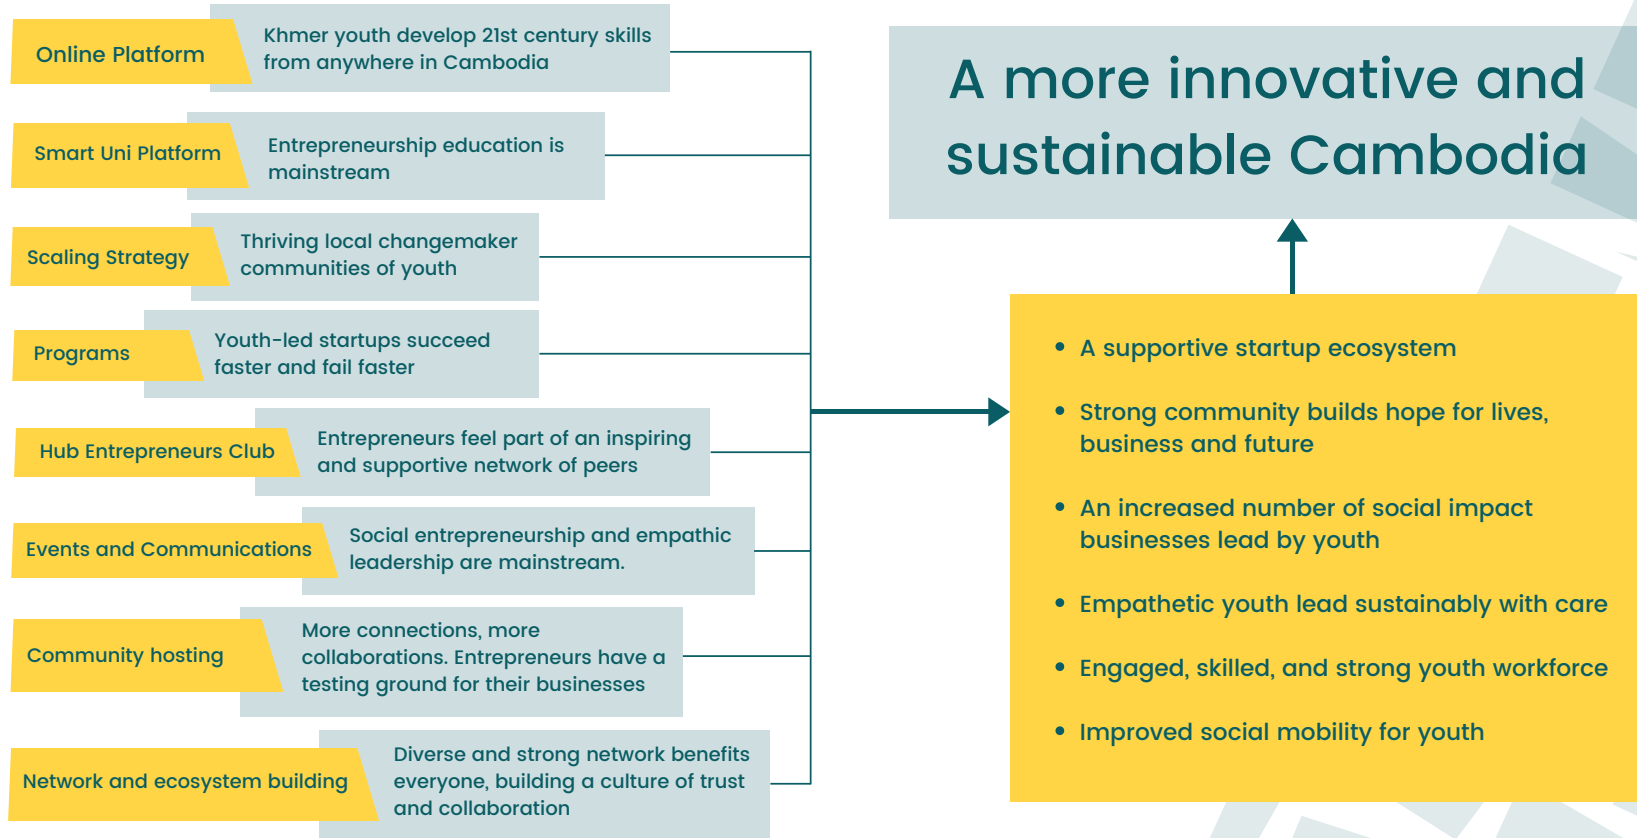 Online Platform
Khmer youth develop 21st century skills
from anywhere in Cambodia
Smart Uni Platform
Entrepreneurship education is
mainstream
Scaling Strategy
Thriving local changemaker
communities of youth
Programs
Youth-led startups succeed
faster and fail faster
Hub Entrepreneurs Club
Entrepreneurs feel part of an inspiring
and supportive network of peers
Events and Communications
Social entrepreneurship and empathic
leadership are mainstream.
Community hosting
More connections, more
collaborations. Entrepreneurs have a
testing ground for their businesses
Network and ecosystem building
Diverse and strong network benefits
everyone, building a culture of trust
and collaboration
A more innovative and
sustainable Cambodia
• A supportive startup ecosystem
• Strong community builds hope for lives,
business and future
• An increased number of social impact
businesses lead by youth
• Empathetic youth lead sustainably with care
• Engaged, skilled, and strong youth workforce
• Improved social mobility for youth